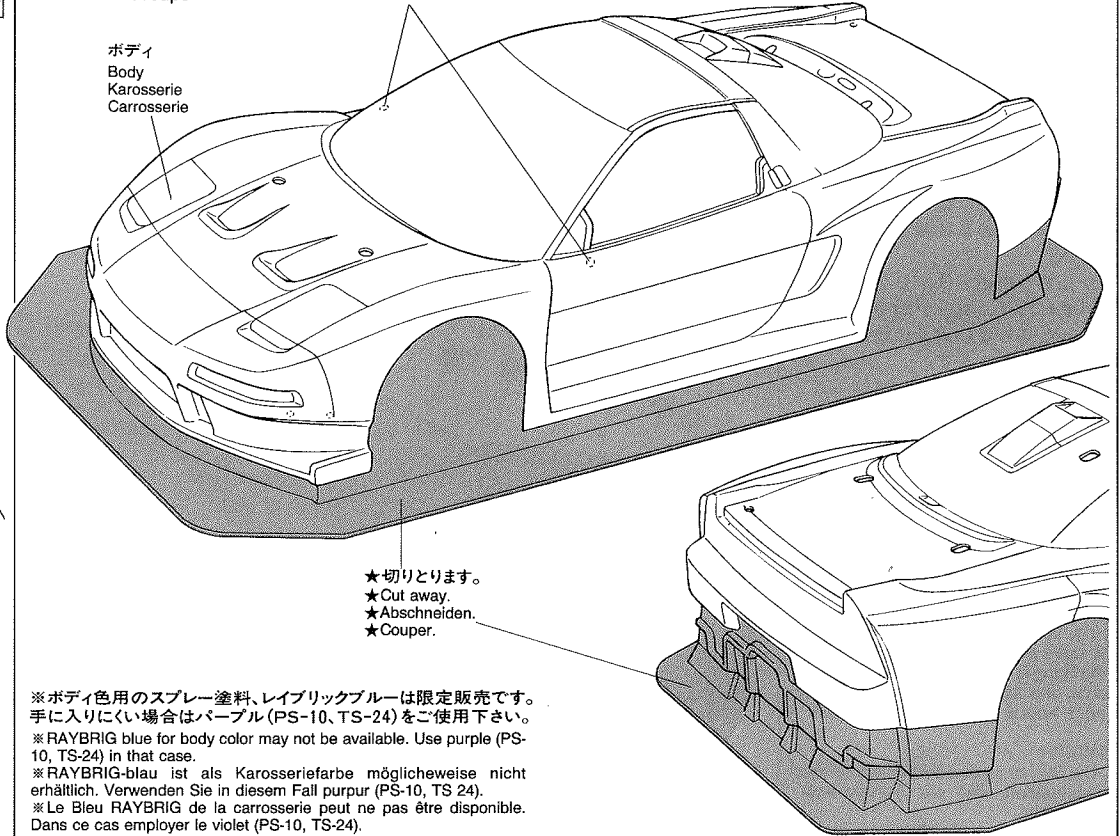 ボディ
Body
Karosserie
Carrosserie
★切りとります。
★Cut away.
★Abschneiden.
★Couper.
※ボディ色用のスプレー塗料、レイブリックブルーは限定販売です。
手に入りにくい場合はパープル(PS-10、TS-24)をご使用下さい。
※RAYBRIG blue for body color may not be available. Use purple (PS-
10, TS-24) in that case.
※RAYBRIG-blau ist als Karosseriefarbe möglicheweise nicht
erhältlich. Verwenden Sie in diesem Fall purpur (PS-10, TS 24).
※Le Bleu RAYBRIG de la carrosserie peut ne pas être disponible.
Dans ce cas employer le violet (PS-10, TS-24).